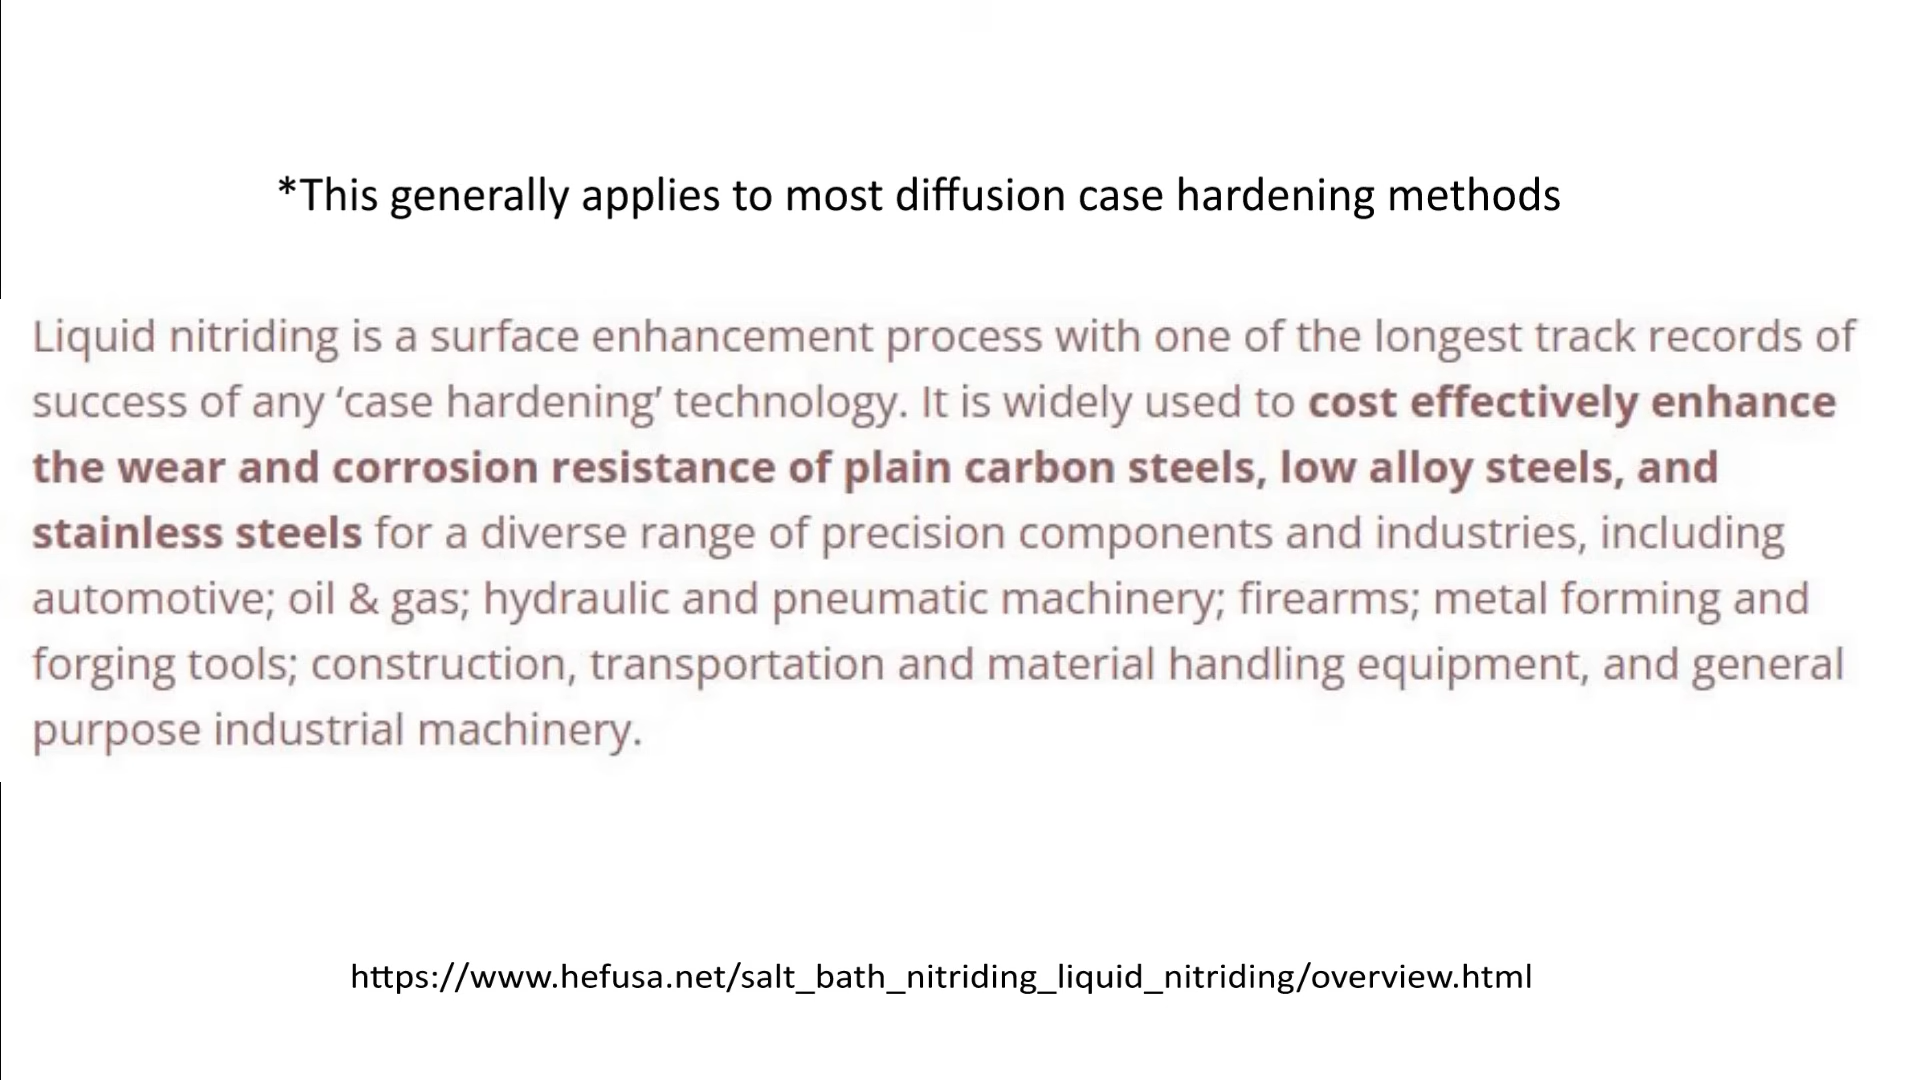 *This generally applies to most diffusion case hardening methods
Liquid nitriding is a surface enhancement process with one of the longest track records of
success of any ‘case hardening’ technology. It is widely used to cost effectively enhance
the wear and corrosion resistance of plain carbon steels, low alloy steels, and
stainless steels for a diverse range of precision components and industries, including
automotive; oil & gas; hydraulic and pneumatic machinery; firearms; metal forming and
forging tools; construction, transportation and material handling equipment, and general
purpose industrial machinery.
https://www.hefusa.net/salt_bath_nitriding_liquid_nitriding/overview.html